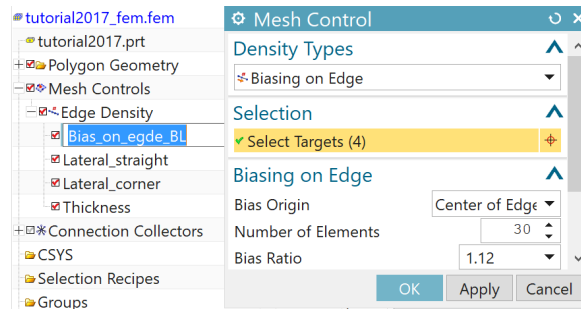 tutorial2017_fem.fem
tutorial2017.prt
Polygon Geometry
Mesh Controls
Edge Density
Bias_on_egde_BL
Lateral_straight
Lateral_corner
Thickness
Connection Collectors
CSYS
Selection Recipes
Groups
Mesh Control
Density Types
Biasing on Edge
Selection
Select Targets (4)
Biasing on Edge
Bias Origin Center of Edge
Number of Elements 30
Bias Ratio 1.12
OK Apply Cancel